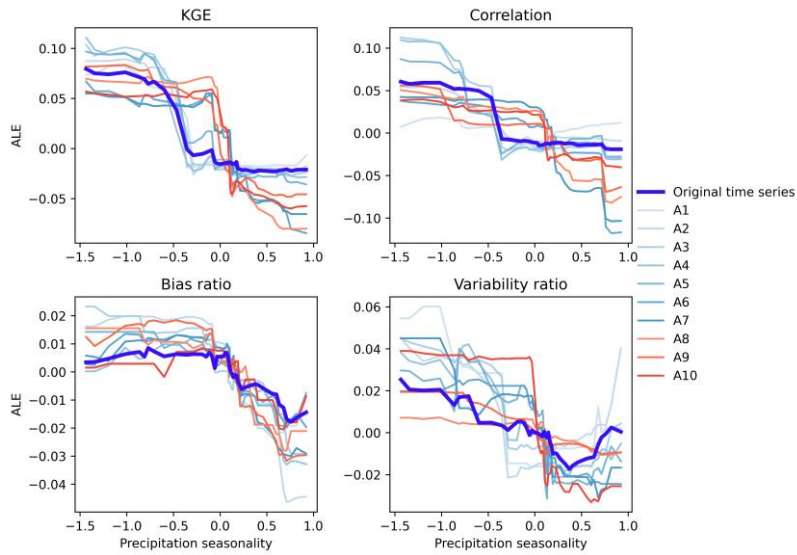 KGE
Correlation
ALE
0.10
0.05
0.00
−0.05
−1.5 −1.0 −0.5 0.0 0.5 1.0
0.10
0.05
0.00
−0.05
−0.10
−1.5 −1.0 −0.5 0.0 0.5 1.0
Original time series
A1
A2
A3
A4
A5
A6
A7
A8
A9
A10
Bias ratio
Variability ratio
ALE
0.02
0.01
0.00
−0.01
−0.02
−0.03
−0.04
−1.5 −1.0 −0.5 0.0 0.5 1.0
Precipitation seasonality
0.06
0.04
0.02
0.00
−0.02
−1.5 −1.0 −0.5 0.0 0.5 1.0
Precipitation seasonality